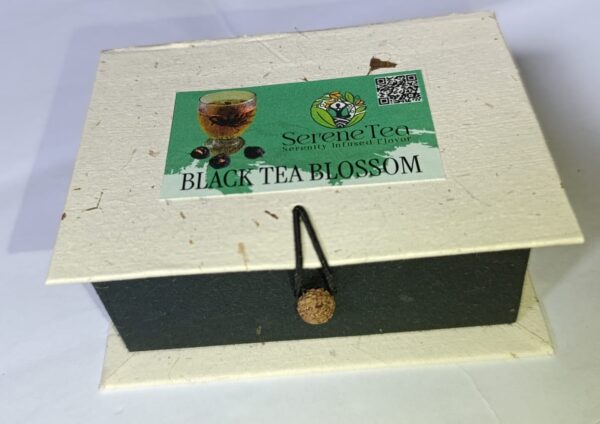 SereneTea
Serenity Infused Flavor
BLACK TEA BLOSSOM